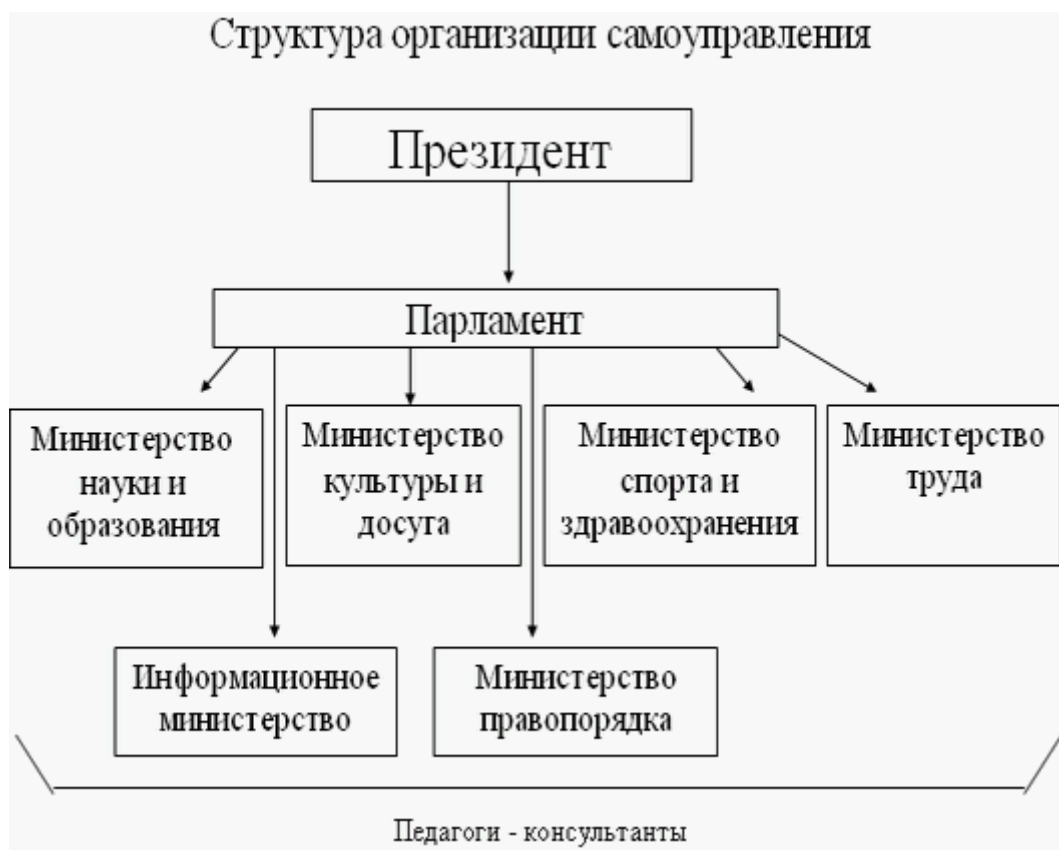 Структура организации самоуправления
Президент
Парламент
Министерство
науки и
образования
Министерство
культуры и
досуга
Министерство
спорта и
здравоохранения
Министерство
труда
Информационное
министерство
Министерство
правопорядка
Педагоги - консультанты